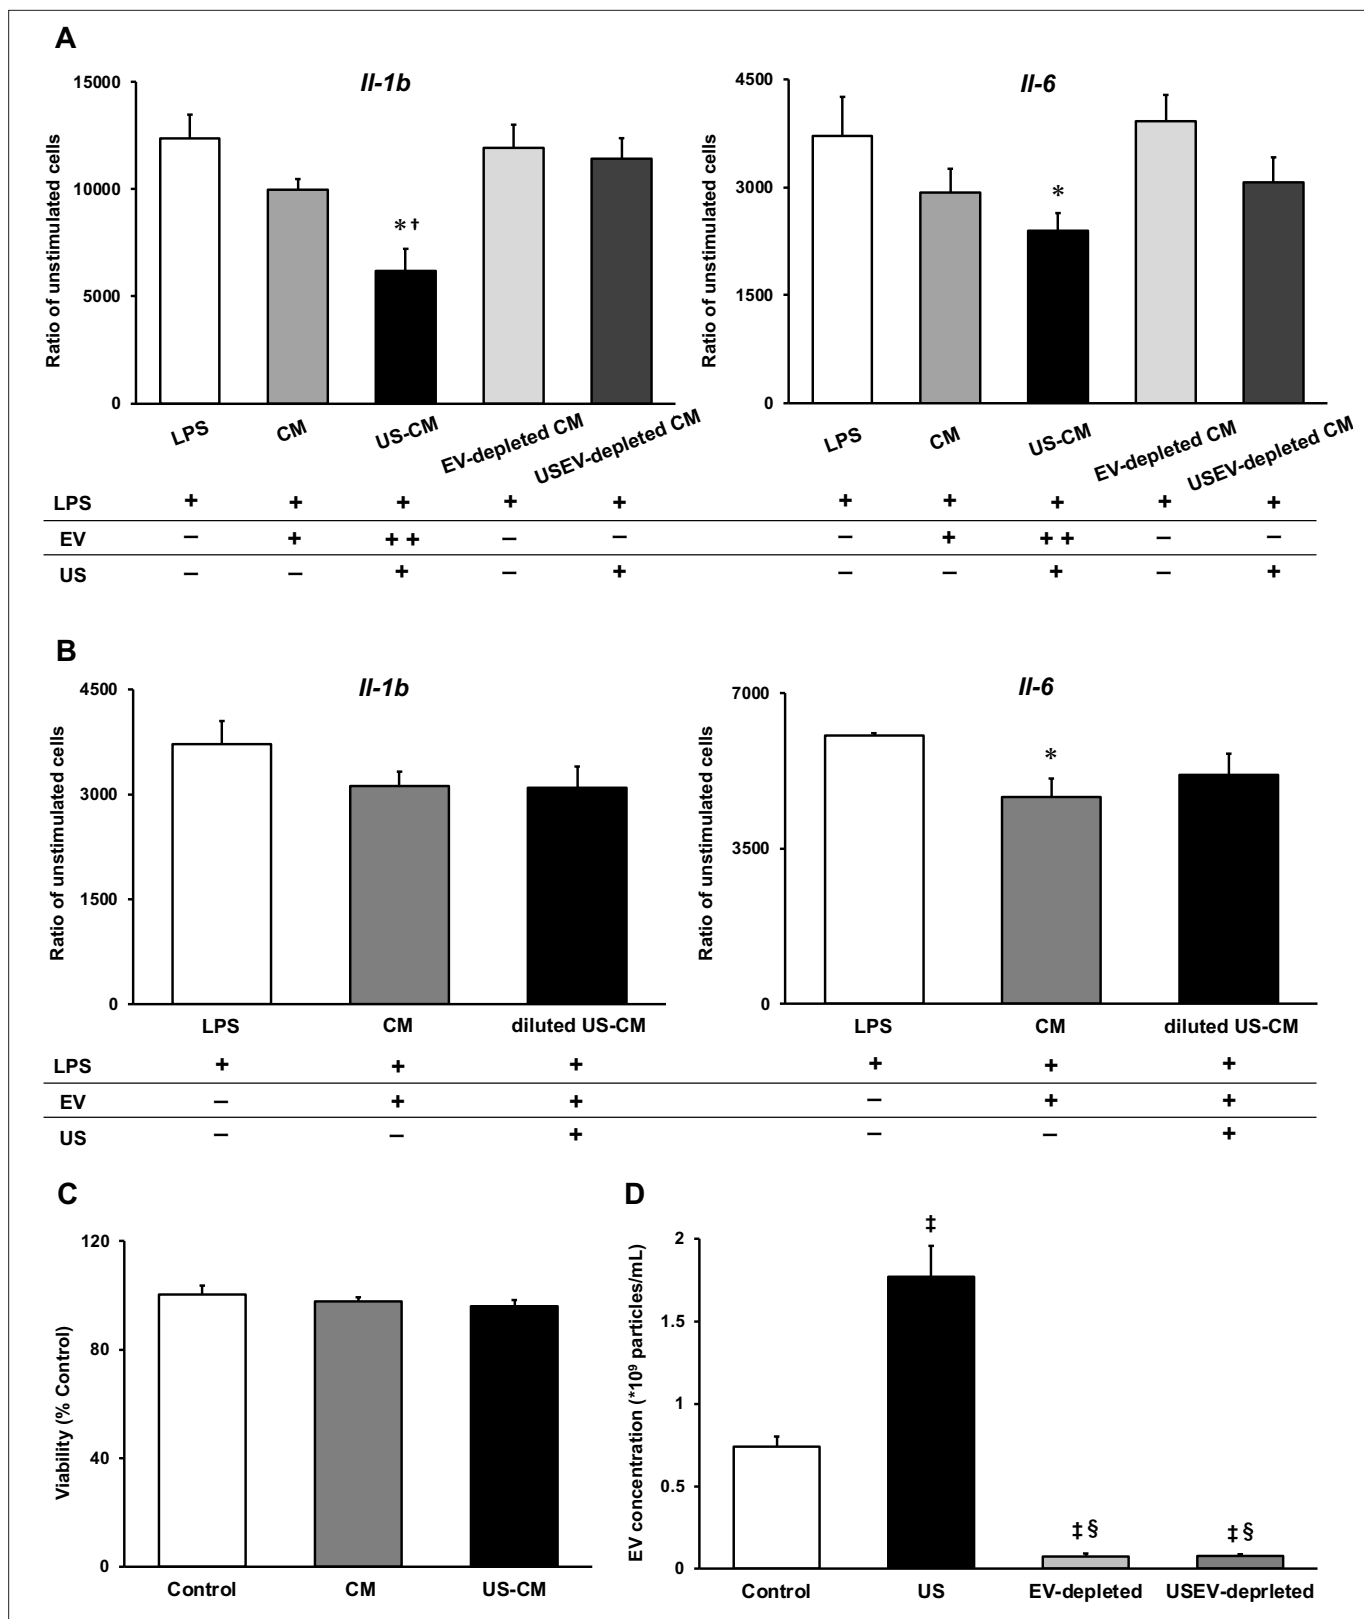 A
Il-1b
Ratio of unstimulated cells
15000
10000
5000
0
*†
LPS
CM
US-CM
EV-depleted CM
USEV-depleted CM
Il-6
Ratio of unstimulated cells
4500
3000
1500
0
*
LPS
CM
US-CM
EV-depleted CM
USEV-depleted CM
LPS + + + + + + + + + +
EV – + ++ – – – + ++ – –
US – – + – + – – + – +
B
Il-1b
Ratio of unstimulated cells
4500
3000
1500
0
LPS CM diluted US-CM
Il-6
Ratio of unstimulated cells
7000
3500
0
*
LPS CM diluted US-CM
LPS + + + + + +
EV – + + – + +
US – – + – – +
C
Viability (% Control)
120
80
40
0
Control CM US-CM
D
EV concentration (*10⁹ particles/mL)
2
1.5
1
0.5
0
‡
‡§
‡§
Control US EV-depleted USEV-deprleted